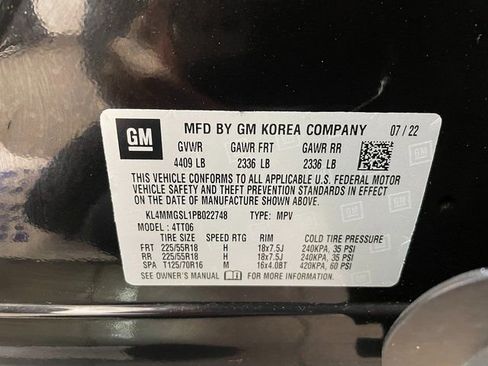 GM
MFD BY GM KOREA COMPANY 07/22
GVWR GAWR FRT GAWR RR
4409 LB 2336 LB 2336 LB
THIS VEHICLE CONFORMS TO ALL APPLICABLE U.S. FEDERAL MOTOR
VEHICLE SAFETY AND THEFT PREVENTION STANDARDS IN EFFECT
ON THE DATE OF MANUFACTURE SHOWN ABOVE.
KL4MMGSL1PB022748 TYPE: MPV
MODEL: 4TT06
TIRE SIZE SPEED RTG RIM COLD TIRE PRESSURE
FRT 225/55R18 H 18x7.5J 240KPA, 35 PSI
RR 225/55R18 H 18x7.5J 240KPA, 35 PSI
SPA T125/70R16 M 16x4.0BT 420KPA, 60 PSI
SEE OWNER'S MANUAL FOR MORE INFORMATION